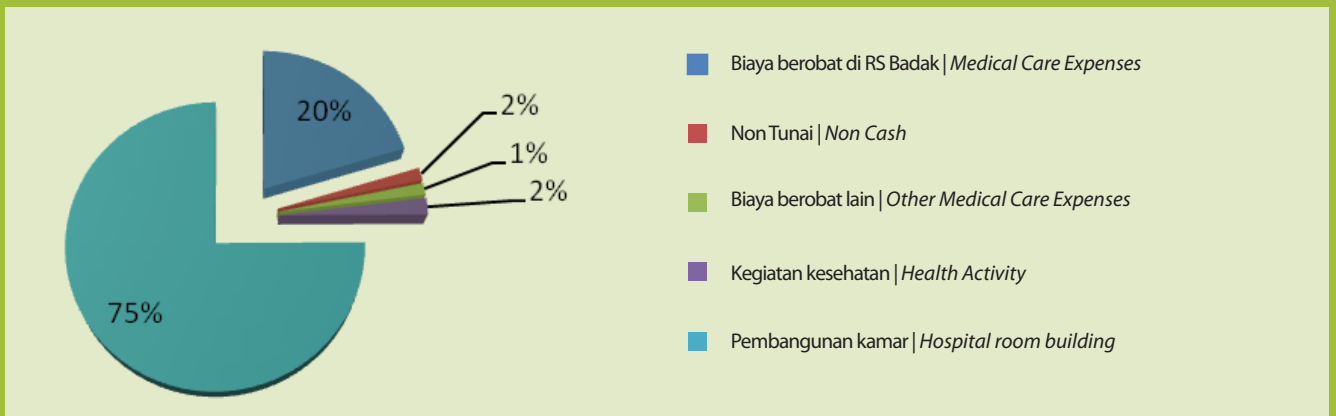 20%
2%
1%
2%
75%
Biaya berobat di RS Badak | Medical Care Expenses
Non Tunai | Non Cash
Biaya berobat lain | Other Medical Care Expenses
Kegiatan kesehatan | Health Activity
Pembangunan kamar | Hospital room building